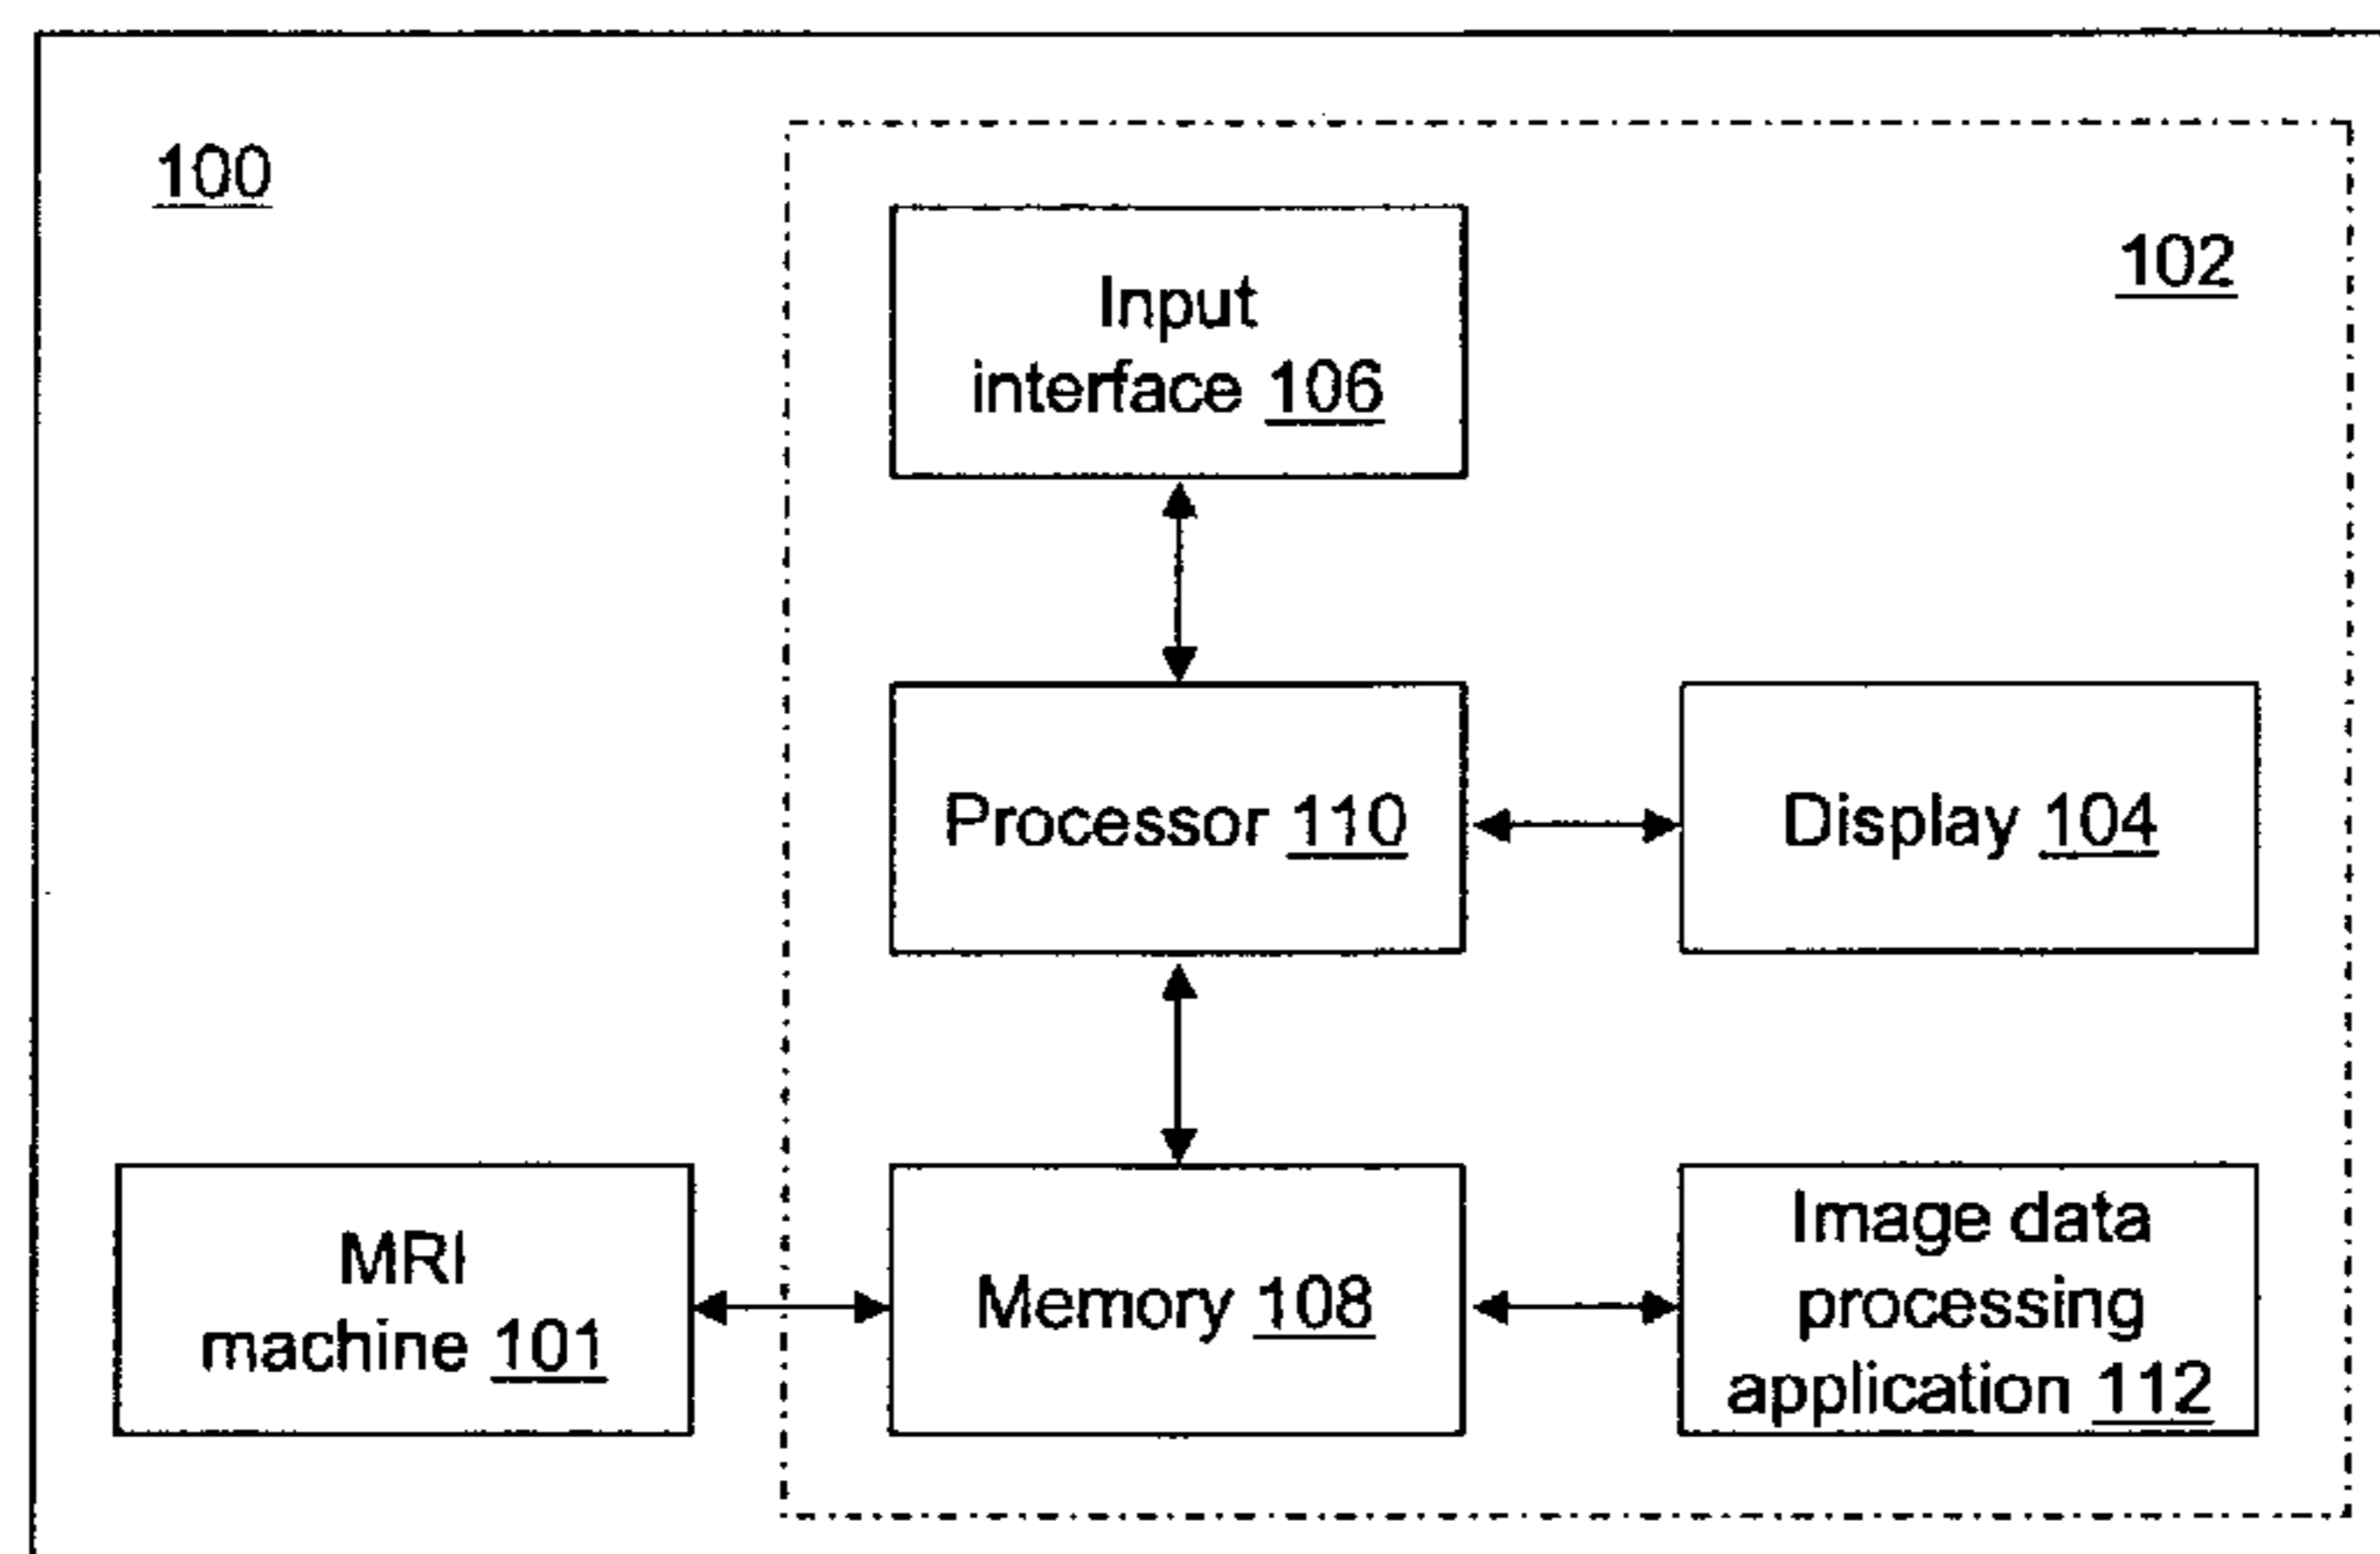 100
102
Input
interface 106
Processor 110
Display 104
MRI
machine 101
Memory 108
Image data
processing
application 112